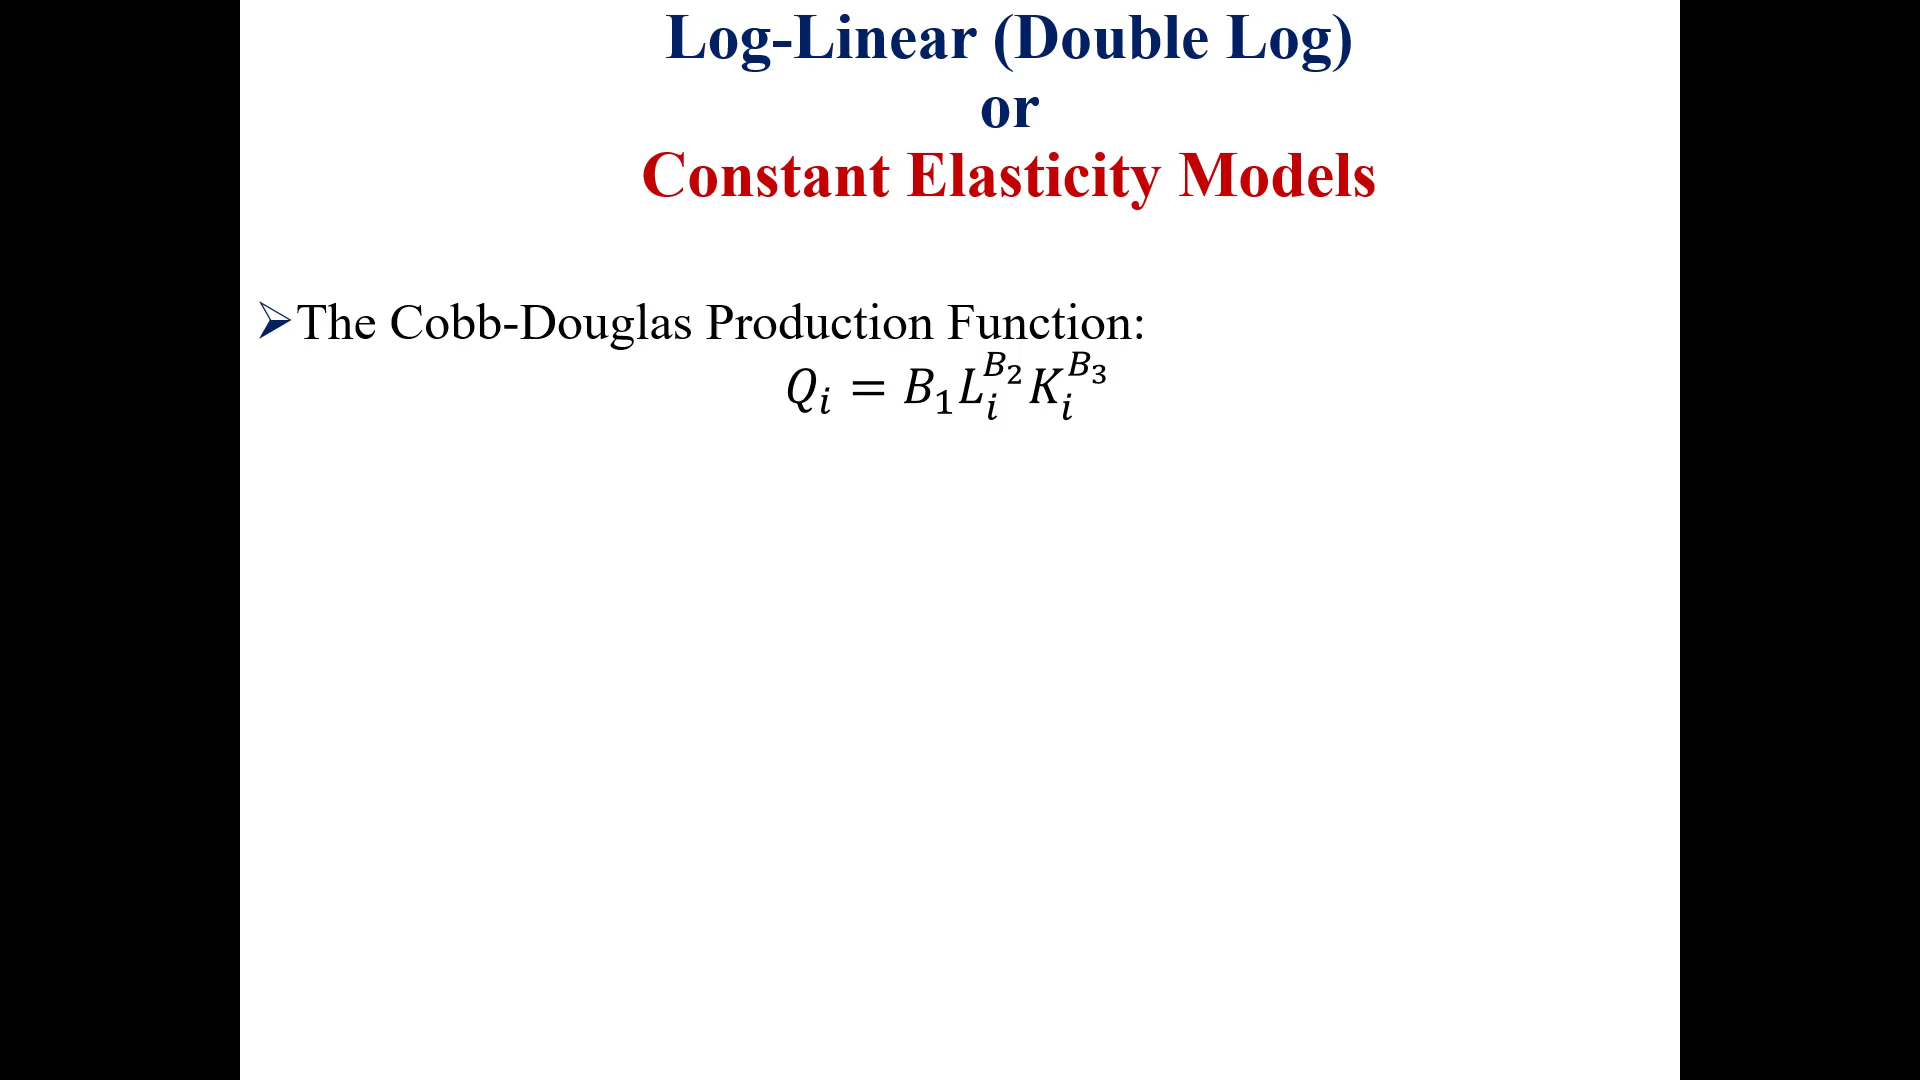 Log-Linear (Double Log)
or
Constant Elasticity Models
➢The Cobb-Douglas Production Function:
$Q_i = B_1 L_i^{B_2} K_i^{B_3}$